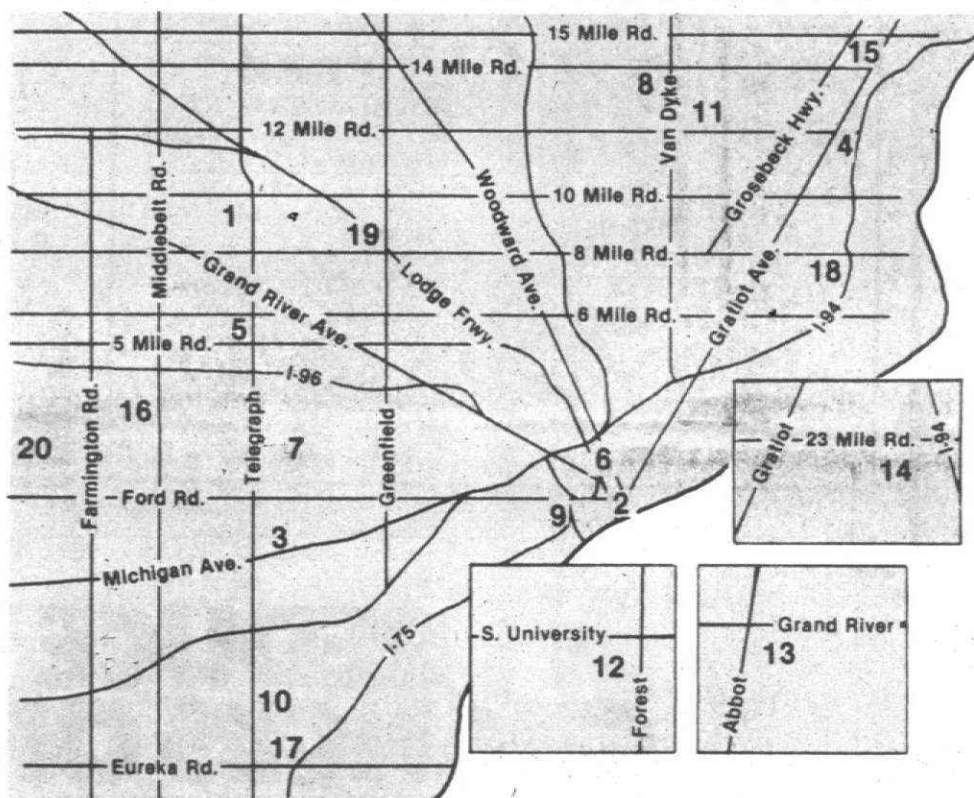 15 Mile Rd.
15
14 Mile Rd.
8
Van Dyke
11
Grosebeck Hwy.
12 Mile Rd.
4
Middlebelt Rd.
Woodward Ave.
10 Mile Rd.
1
19
8 Mile Rd.
18
Grand River Ave.
Lodge Frwy.
Gratiot Ave.
6 Mile Rd.
I-94
5
5 Mile Rd.
I-96
Farmington Rd.
16
Telegraph
7
Greenfield
20
6
Gratiot
23 Mile Rd.
I-94
14
Ford Rd.
9
2
3
Michigan Ave.
I-75
S. University
12
Forest
Grand River
13
Abbot
10
17
Eureka Rd.